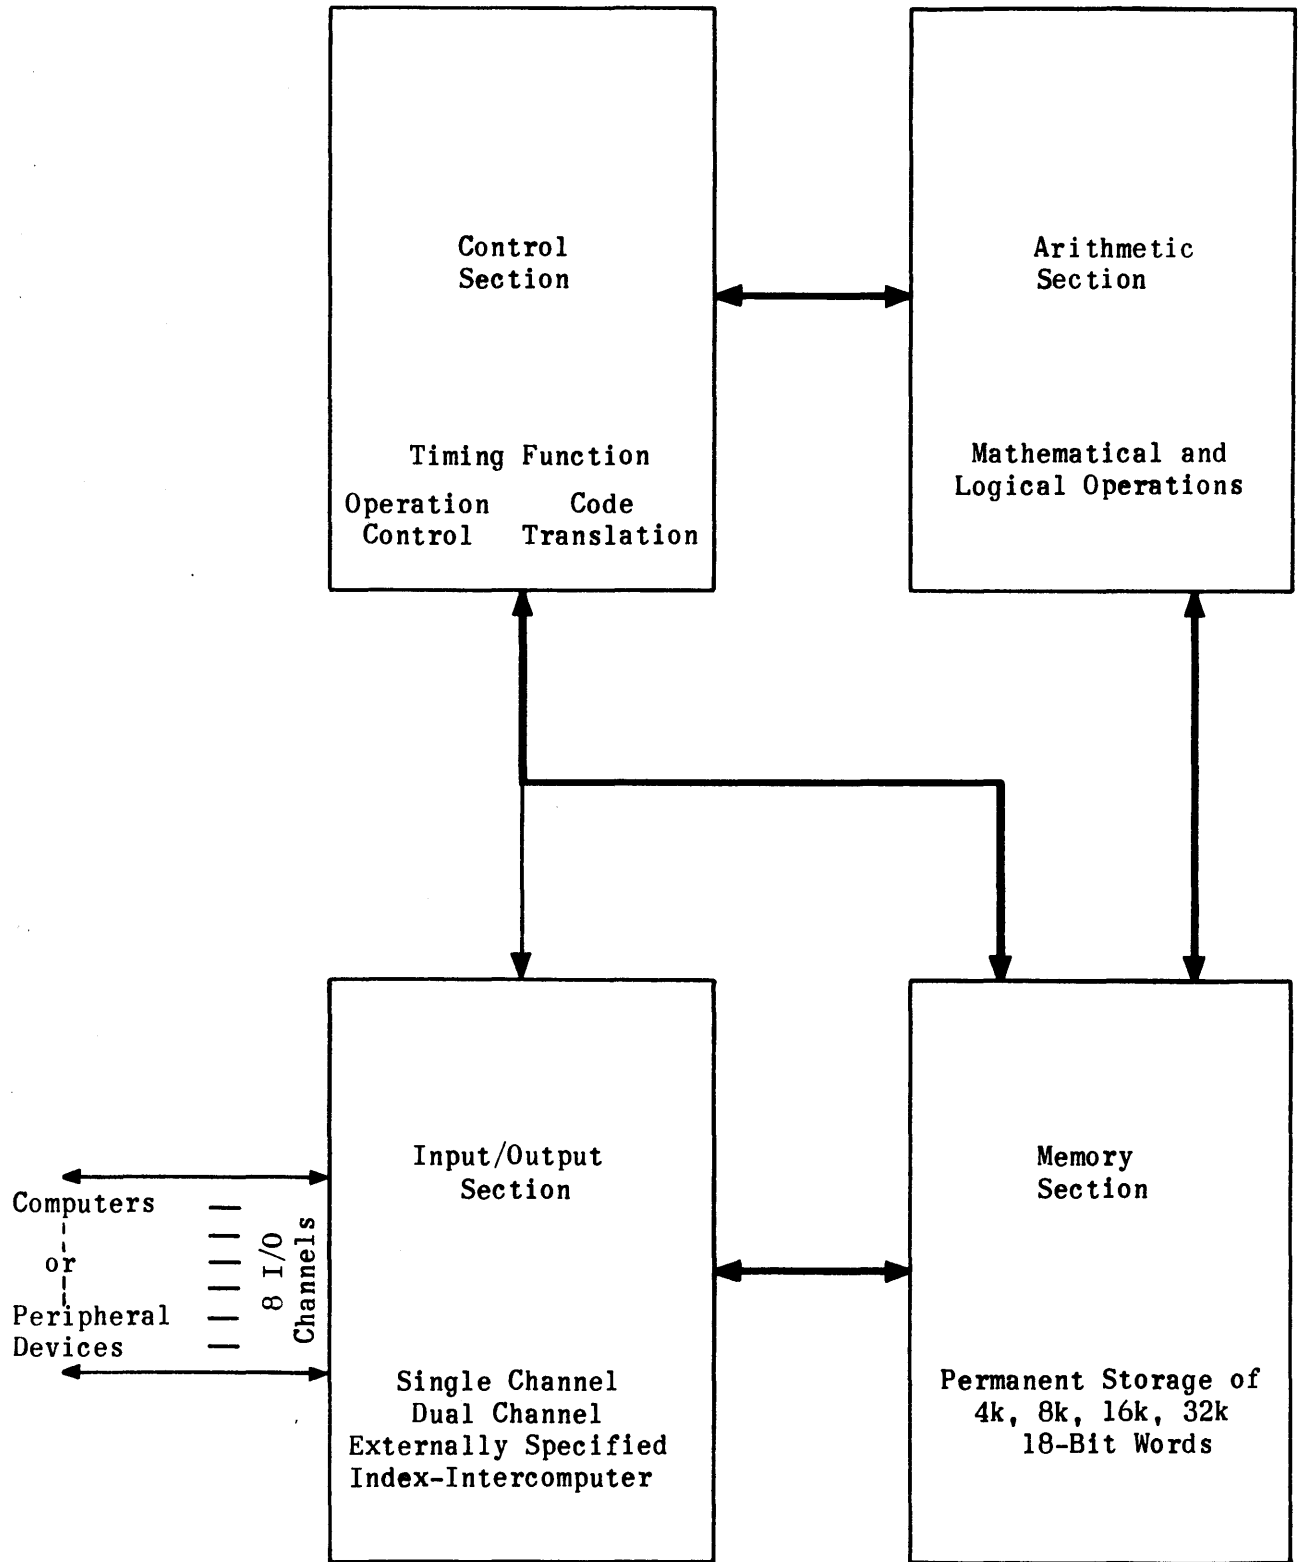 Control
Section
Timing Function
Operation Control
Code Translation
Arithmetic
Section
Mathematical and
Logical Operations
Computers
or
Peripheral
Devices
8 I/O
Channels
Input/Output
Section
Single Channel
Dual Channel
Externally Specified
Index-Intercomputer
Memory
Section
Permanent Storage of
4k, 8k, 16k, 32k
18-Bit Words